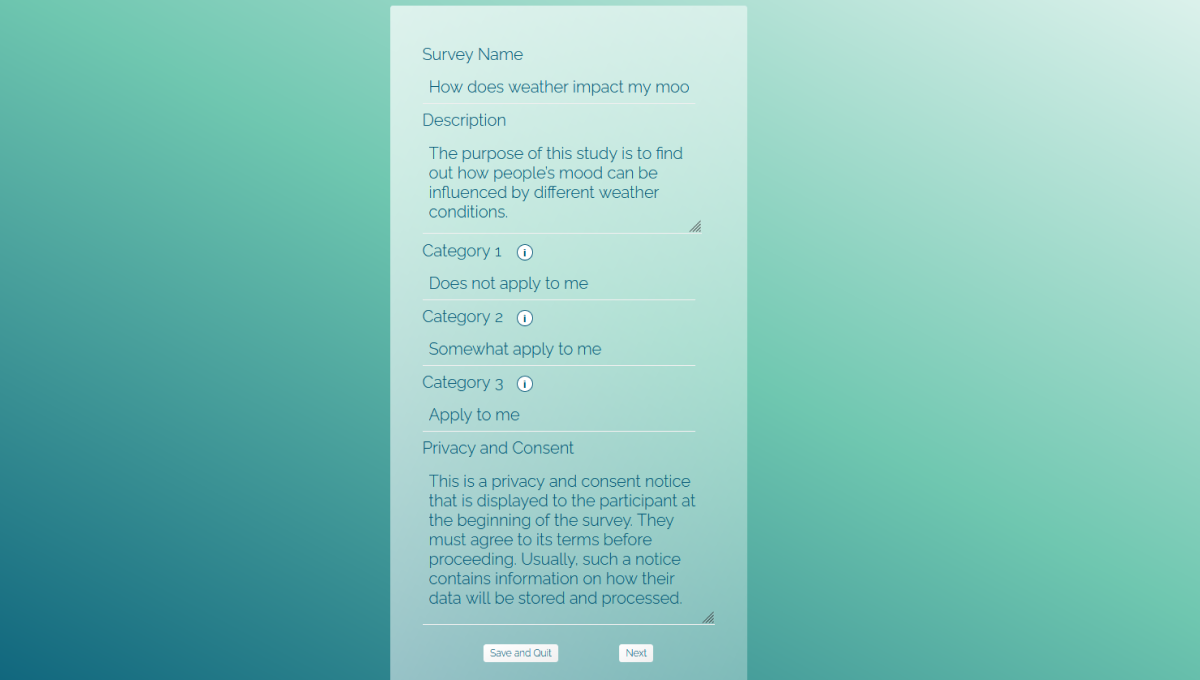 Survey Name
How does weather impact my moo
Description
The purpose of this study is to find
out how people's mood can be
influenced by different weather
conditions.
Category 1 i
Does not apply to me
Category 2 i
Somewhat apply to me
Category 3 i
Apply to me
Privacy and Consent
This is a privacy and consent notice
that is displayed to the participant at
the beginning of the survey. They
must agree to its terms before
proceeding. Usually, such a notice
contains information on how their
data will be stored and processed.
Save and Quit Next